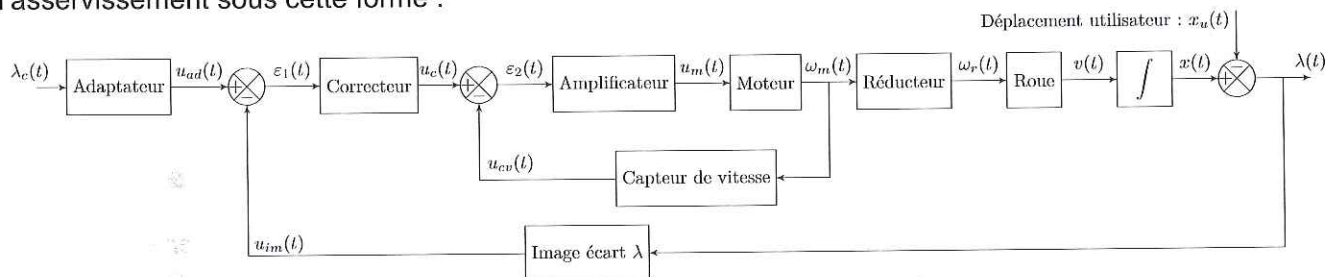 l'asservissement sous cette forme :
Déplacement utilisateur : x_u(t)
λ_c(t) Adaptateur u_ad(t) ε_1(t) Correcteur u_c(t) ε_2(t) Amplificateur u_m(t) Moteur ω_m(t) Réducteur ω_r(t) Roue v(t) ∫ x(t) λ(t)
u_cv(t) Capteur de vitesse
u_im(t) Image écart λ